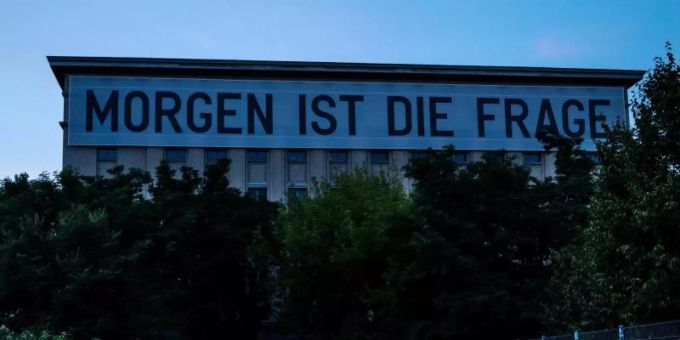 MORGEN IST DIE FRAGE